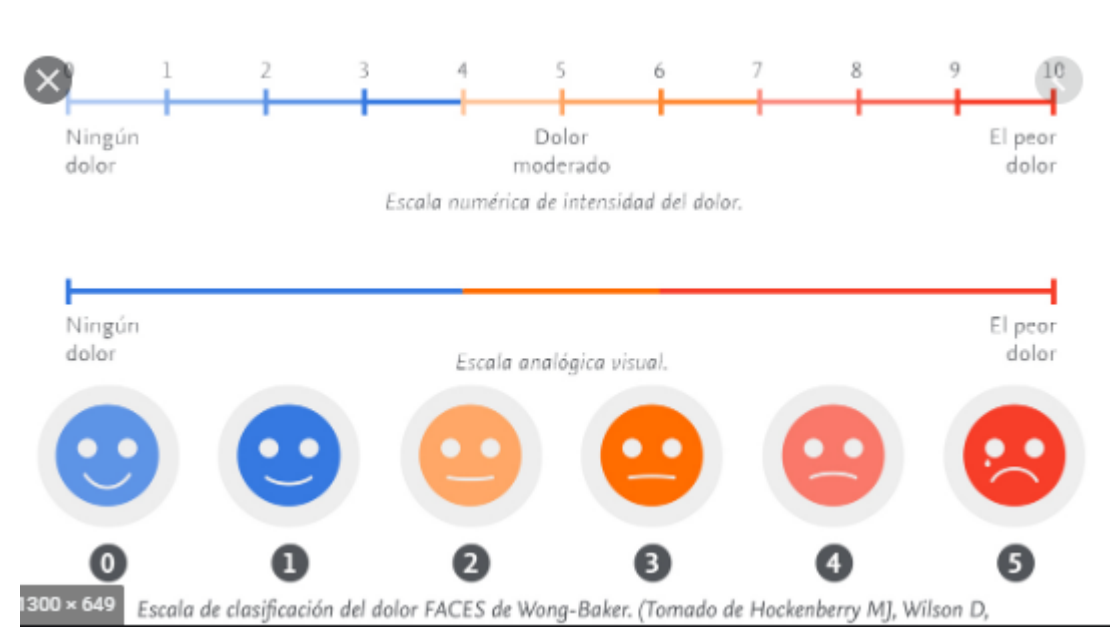 0 1 2 3 4 5 6 7 8 9 10
Ningún Dolor El peor
dolor moderado dolor
Escala numérica de intensidad del dolor.
Ningún El peor
dolor dolor
Escala analógica visual.
0 1 2 3 4 5
1300 × 649
Escala de clasificación del dolor FACES de Wong-Baker. (Tomado de Hockenberry MJ, Wilson D,